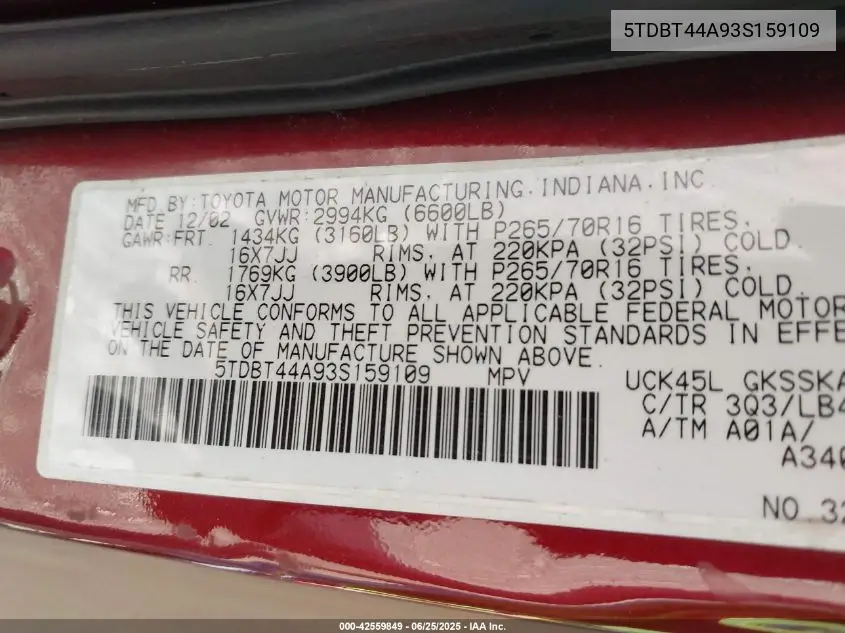 5TDBT44A93S159109
MFD.BY:TOYOTA MOTOR MANUFACTURING.INDIANA.INC.
DATE 12/02 GVWR:2994KG (6600LB)
GAWR:FRT. 1434KG (3160LB) WITH P265/70R16 TIRES.
16X7JJ RIMS, AT 220KPA (32PSI) COLD.
RR. 1769KG (3900LB) WITH P265/70R16 TIRES.
16X7JJ RIMS, AT 220KPA (32PSI) COLD.
THIS VEHICLE CONFORMS TO ALL APPLICABLE FEDERAL MOTOR
VEHICLE SAFETY AND THEFT PREVENTION STANDARDS IN EFFE
ON THE DATE OF MANUFACTURE SHOWN ABOVE.
5TDBT44A93S159109 MPV
UCK45L GKSSKA
C/TR 3Q3/LB4
A/TM A01A/
A340
NO 32
000-42559849 - 06/25/2025 - IAA Inc.